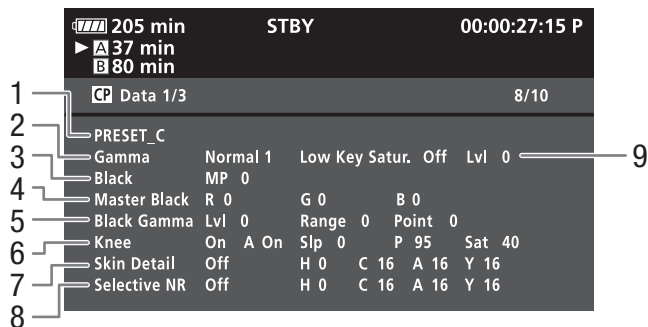 205 min STBY 00:00:27:15 P
A 37 min
B 80 min
CP Data 1/3 8/10
1 PRESET_C
2 Gamma Normal 1 Low Key Satur. Off Lvl 0 9
3 Black MP 0
4 Master Black R 0 G 0 B 0
5 Black Gamma Lvl 0 Range 0 Point 0
6 Knee On A On Slp 0 P 95 Sat 40
7 Skin Detail Off H 0 C 16 A 16 Y 16
8 Selective NR Off H 0 C 16 A 16 Y 16